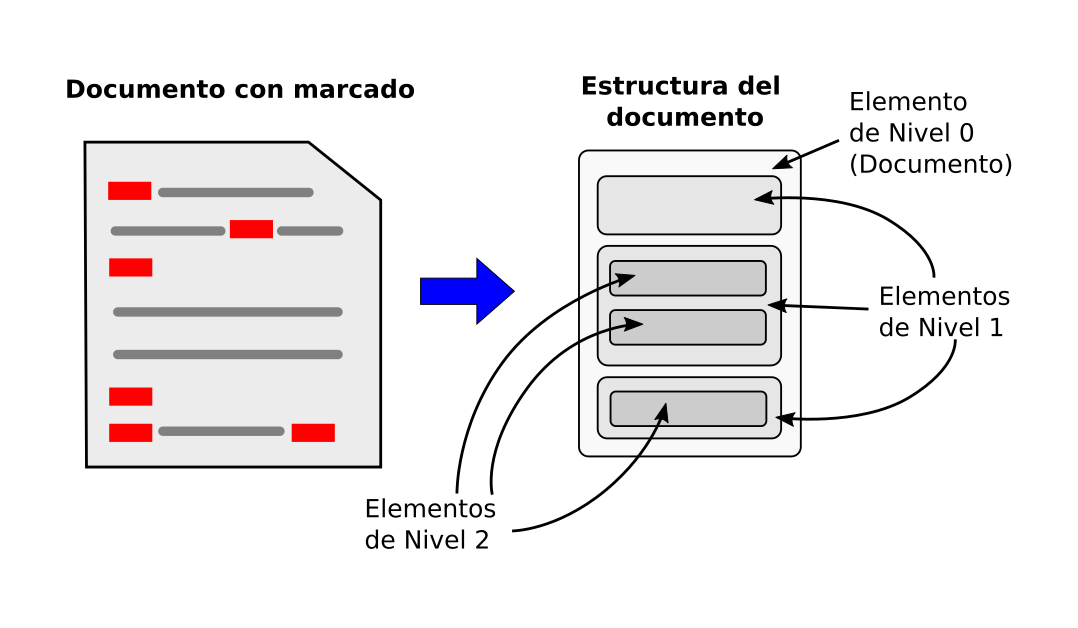 Documento con marcado
Estructura del
documento
Elemento
de Nivel 0
(Documento)
Elementos
de Nivel 1
Elementos
de Nivel 2